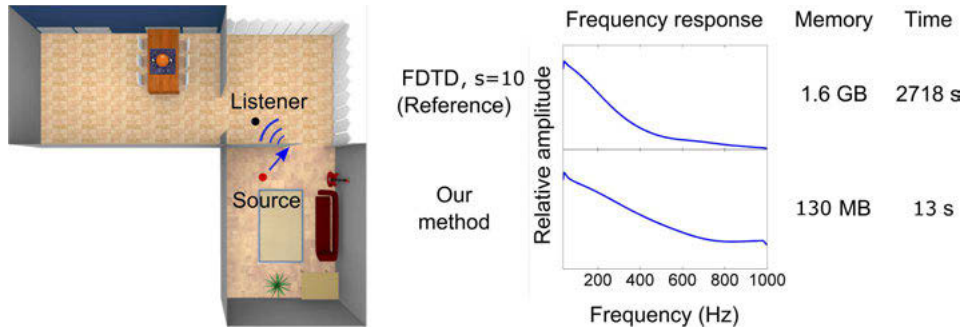 Frequency response Memory Time
FDTD, s=10
(Reference)
1.6 GB 2718 s
Listener
Source
Our
method
130 MB 13 s
Relative amplitude
200 400 600 800 1000
Frequency (Hz)